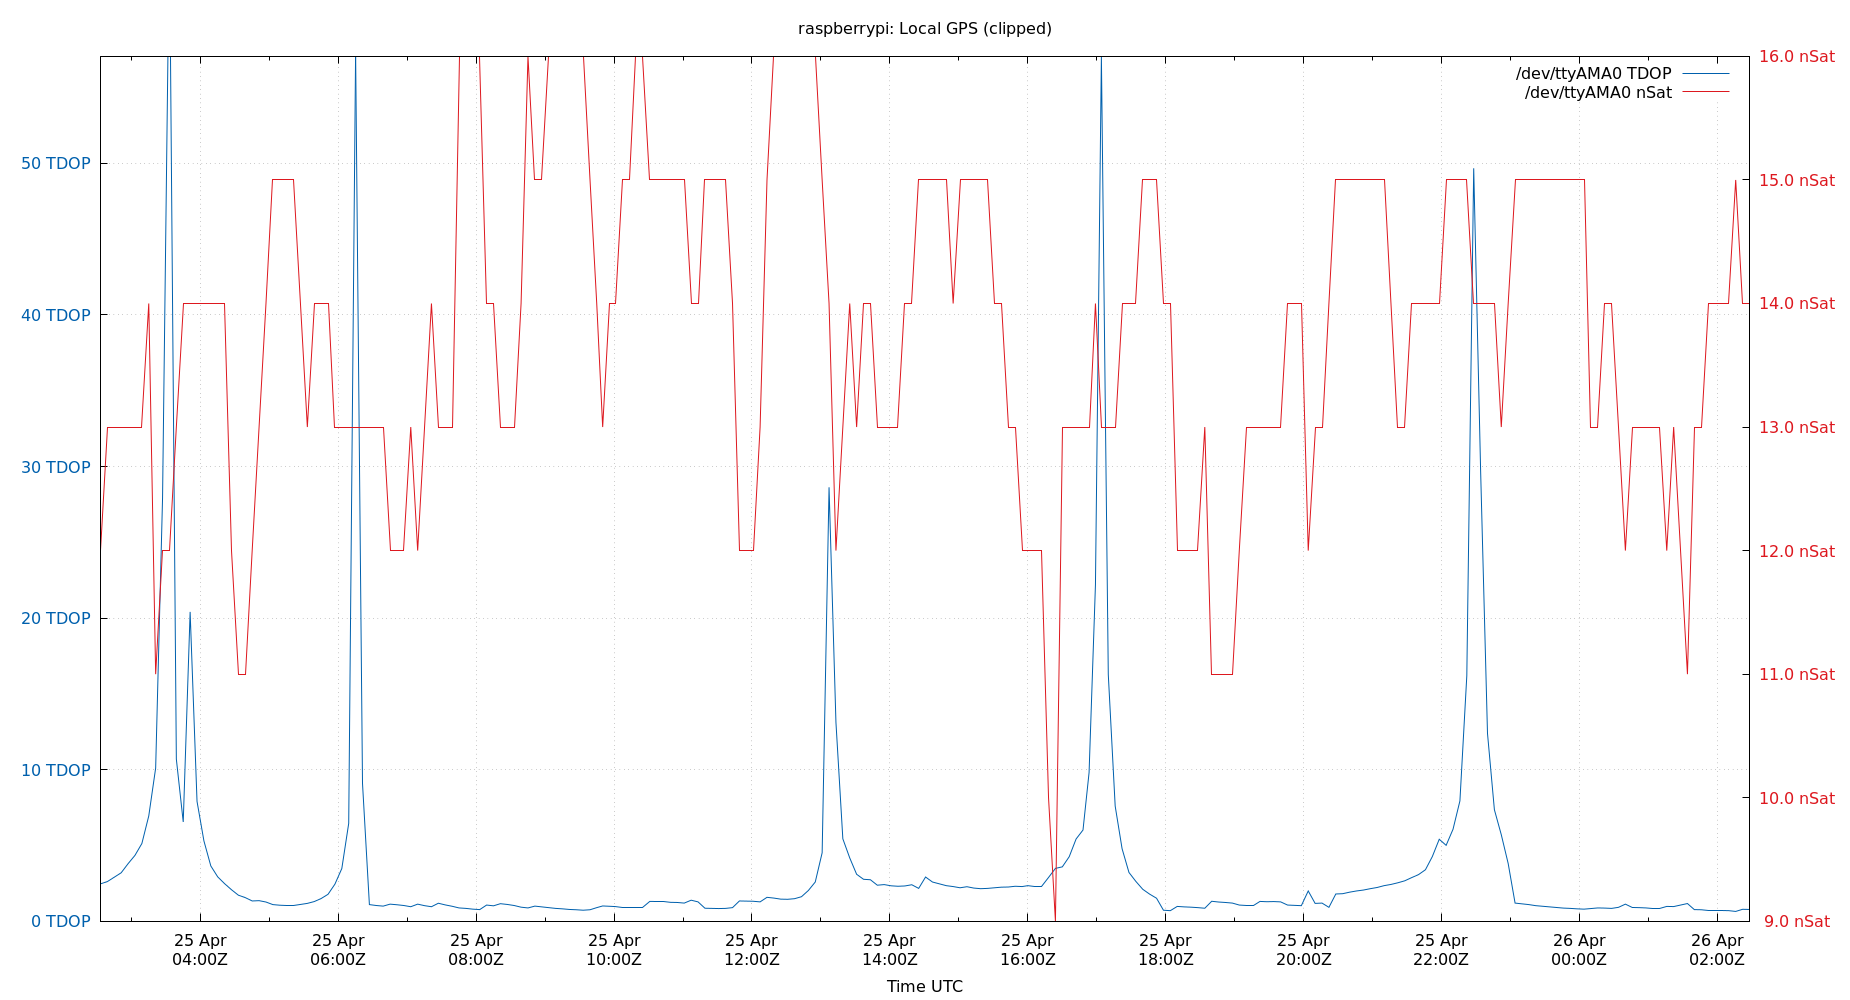 raspberrypi: Local GPS (clipped)
/dev/ttyAMA0 TDOP
/dev/ttyAMA0 nSat
50 TDOP
40 TDOP
30 TDOP
20 TDOP
10 TDOP
0 TDOP
16.0 nSat
15.0 nSat
14.0 nSat
13.0 nSat
12.0 nSat
11.0 nSat
10.0 nSat
9.0 nSat
25 Apr
04:00Z
25 Apr
06:00Z
25 Apr
08:00Z
25 Apr
10:00Z
25 Apr
12:00Z
25 Apr
14:00Z
25 Apr
16:00Z
25 Apr
18:00Z
25 Apr
20:00Z
25 Apr
22:00Z
26 Apr
00:00Z
26 Apr
02:00Z
Time UTC